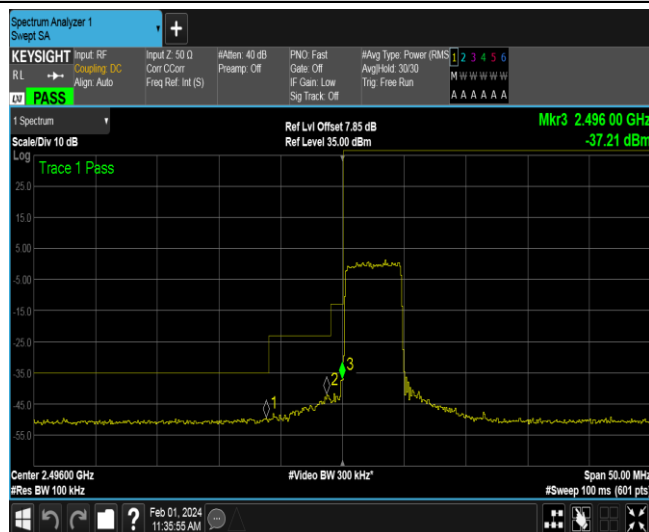 Spectrum Analyzer 1
Swept SA
+
KEYSIGHT Input: RF
RL Coupling: DC
Align: Auto
LXI PASS
Input Z: 50 Ω
Corr CCorr
Freq Ref: Int (S)
#Atten: 40 dB
Preamp: Off
PNO: Fast
Gate: Off
IF Gain: Low
Sig Track: Off
#Avg Type: Power (RMS
Avg|Hold: 30/30
Trig: Free Run
1 2 3 4 5 6
M W W W W W
A A A A A A
1 Spectrum
Scale/Div 10 dB
Ref Lvl Offset 7.85 dB
Ref Level 35.00 dBm
Mkr3 2.496 00 GHz
-37.21 dBm
Log
Trace 1 Pass
25.0
15.0
5.00
-5.00
-15.0
-25.0
-35.0
-45.0
-55.0
1
2
3
Center 2.49600 GHz
#Res BW 100 kHz
#Video BW 300 kHz*
Span 50.00 MHz
#Sweep 100 ms (601 pts)
?
Feb 01, 2024
11:35:55 AM